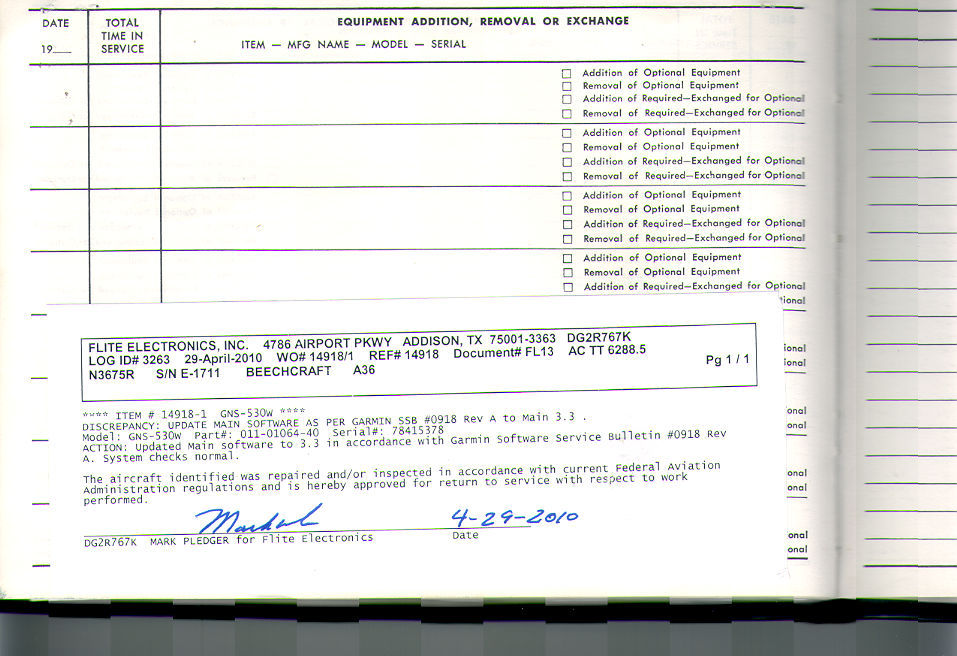 DATE
TOTAL TIME IN SERVICE
EQUIPMENT ADDITION, REMOVAL OR EXCHANGE
19
ITEM — MFG NAME — MODEL — SERIAL
Addition of Optional Equipment
Removal of Optional Equipment
Addition of Required—Exchanged for Optional
Removal of Required—Exchanged for Optional
Addition of Optional Equipment
Removal of Optional Equipment
Addition of Required—Exchanged for Optional
Removal of Required—Exchanged for Optional
Addition of Optional Equipment
Removal of Optional Equipment
Addition of Required—Exchanged for Optional
Removal of Required—Exchanged for Optional
Addition of Optional Equipment
Removal of Optional Equipment
Addition of Required—Exchanged for Optional
tional
FLITE ELECTRONICS, INC. 4786 AIRPORT PKWY ADDISON, TX 75001-3363 DG2R767K
LOG ID# 3263 29-April-2010 WO# 14918/1 REF# 14918 Document# FL13 AC TT 6288.5
N3675R S/N E-1711 BEECHCRAFT A36
Pg 1 / 1
ional
ional
**** ITEM # 14918-1 GNS-530W ****
DISCREPANCY: UPDATE MAIN SOFTWARE AS PER GARMIN SSB #0918 Rev A to Main 3.3 .
Model: GNS-530w Part#: 011-01064-40 Serial#: 78415378
ACTION: Updated Main software to 3.3 in accordance with Garmin Software Service Bulletin #0918 Rev
A. System checks normal.
onal
onal
The aircraft identified was repaired and/or inspected in accordance with current Federal Aviation
Administration regulations and is hereby approved for return to service with respect to work
performed.
onal
onal
4-29-2010
DG2R767K MARK PLEDGER for Flite Electronics
Date
onal
onal